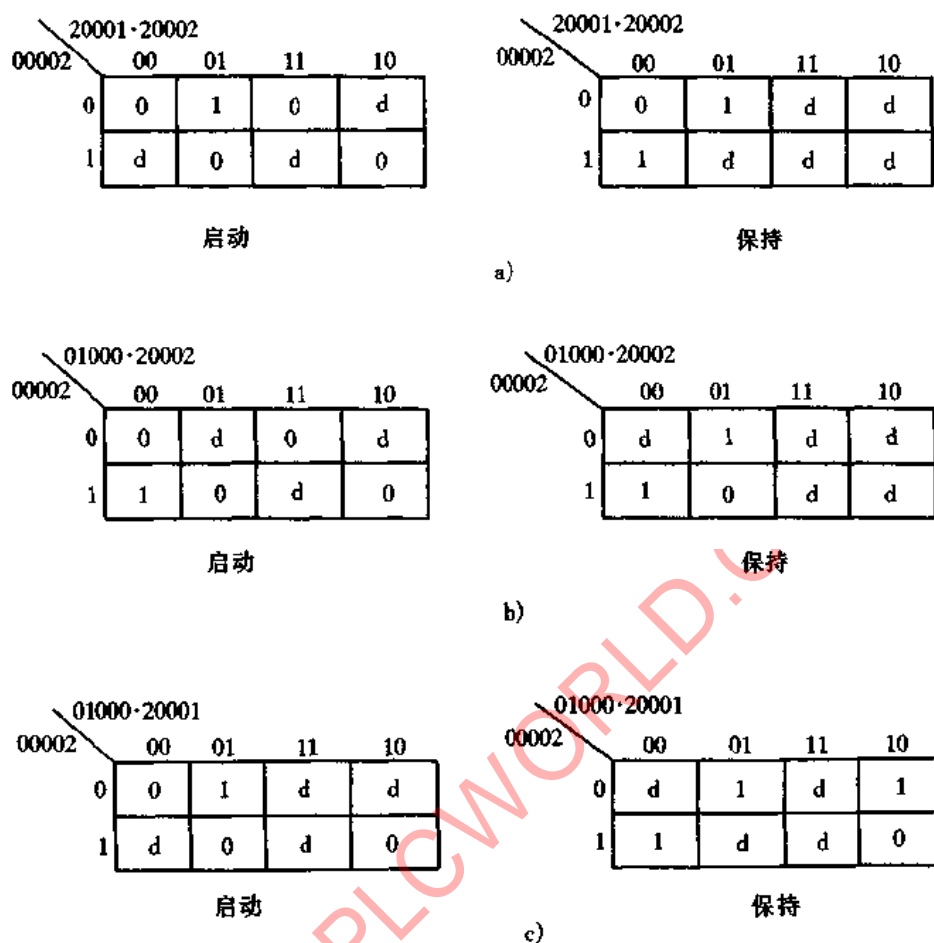 20001·20002 20001·20002
00002 00 01 11 10 00002 00 01 11 10
0 0 1 0 d 0 0 1 d d
1 d 0 d 0 1 1 d d d
启动 保持
a)
01000·20002 01000·20002
00002 00 01 11 10 00002 00 01 11 10
0 0 d 0 d 0 d 1 d d
1 1 0 d 0 1 1 0 d d
启动 保持
b)
01000·20001 01000·20001
00002 00 01 11 10 00002 00 01 11 10
0 0 1 d d 0 d 1 d 1
1 d 0 d 0 1 1 d d 0
启动 保持
c)
PLCWORLD.C